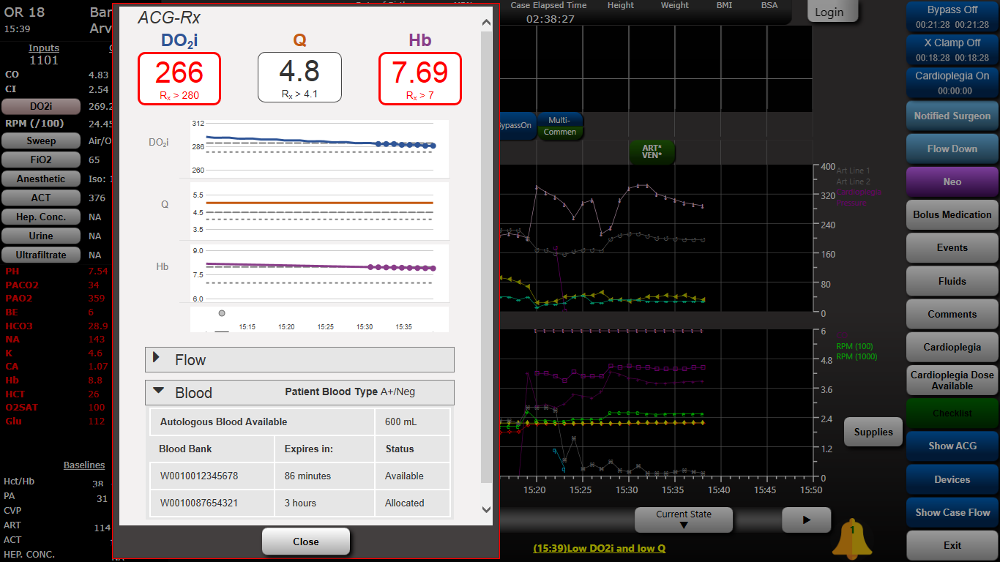 OR 18
15:39
Bar
Arv
Inputs
1101
CO 4.83
CI 2.54
DO2i 269.2
RPM (/100) 24.45
Sweep Air/O
FiO2 65
Anesthetic Iso: 1
ACT 376
Hep. Conc. NA
Urine NA
Ultrafiltrate NA
PH 7.54
PACO2 34
PAO2 359
BE 6
HCO3 28.9
NA 143
K 4.6
CA 1.07
Hb 8.8
HCT 26
O2SAT 100
Glu 112
Baselines
Hct/Hb 38
PA 31
CVP
ART 114
ACT
HEP. CONC. NA
ACG-Rx
DO₂i Q Hb
266 4.8 7.69
Rₓ > 280 Rₓ > 4.1 Rₓ > 7
DO₂i
312
286
260
Q
5.5
4.5
3.5
Hb
9.0
7.5
6.0
15:15 15:20 15:25 15:30 15:35
Flow
Blood Patient Blood Type A+/Neg
Autologous Blood Available 600 mL
Blood Bank Expires in: Status
W0010012345678 86 minutes Available
W0010087654321 3 hours Allocated
Close
Case Elapsed Time Height Weight BMI BSA
02:38:27
Login
BypassOn
Multi-
Commen
ART*
VEN*
400
320
240
160
80
0
Art Line 1
Art Line 2
Cardioplegia
Pressure
6
4.8
3.6
2.4
1.2
0
RPM (100)
RPM (1000)
15:20 15:25 15:30 15:35 15:40 15:45 15:50
Supplies
Current State
(15:39)Low DO2i and low Q
1
Bypass Off
00:21:28 00:21:28
X Clamp Off
00:18:28 00:18:28
Cardioplegia On
00:00:00
Notified Surgeon
Flow Down
Neo
Bolus Medication
Events
Fluids
Comments
Cardioplegia
Cardioplegia Dose
Available
Checklist
Show ACG
Devices
Show Case Flow
Exit